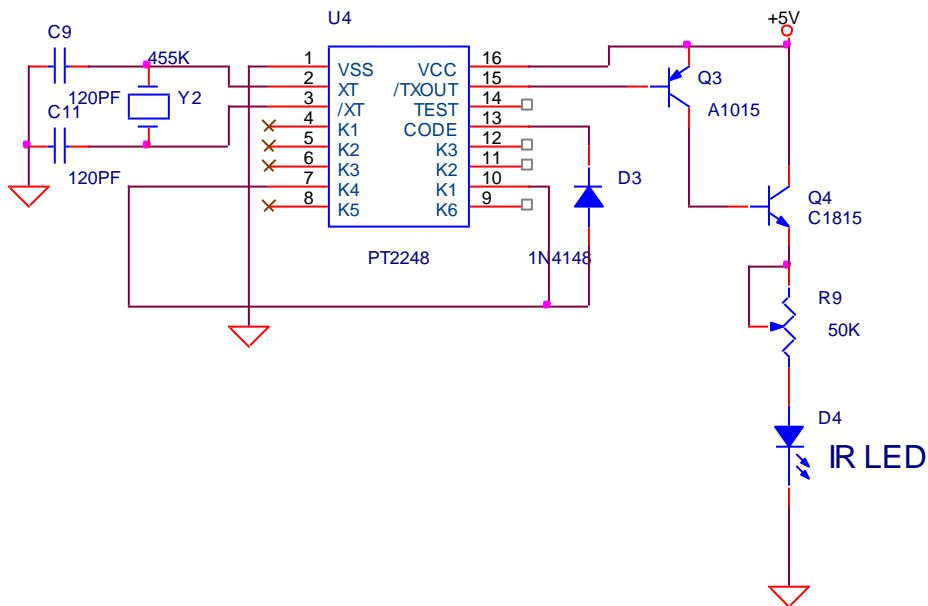 U4
+5V
C9
455K
120PF
Y2
C11
120PF
1
2
3
4
5
6
7
8
VSS
XT
/XT
K1
K2
K3
K4
K5
VCC
/TXOUT
TEST
CODE
K3
K2
K1
K6
16
15
14
13
12
11
10
9
PT2248
D3
1N4148
Q3
A1015
Q4
C1815
R9
50K
D4
IR LED